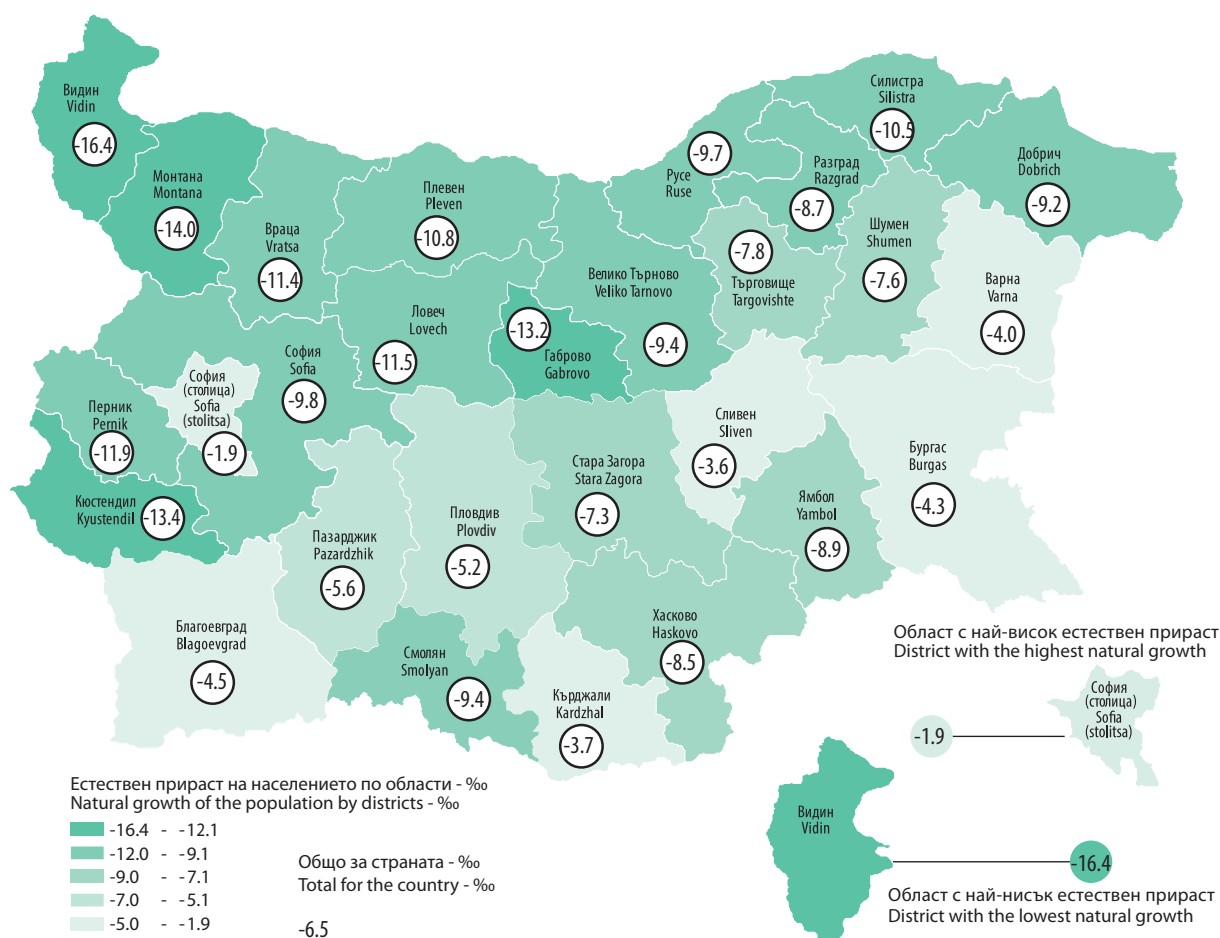 Видин
Vidin
-16.4
Монтана
Montana
-14.0
Враца
Vratsa
-11.4
Плевен
Pleven
-10.8
Ловеч
Lovech
-11.5
Велико Търново
Veliko Tarnovo
-9.4
-13.2
Габрово
Gabrovo
-9.7
Русе
Ruse
Силистра
Silistra
-10.5
Разград
Razgrad
-8.7
Добрич
Dobrich
-9.2
-7.8
Търговище
Targovishte
Шумен
Shumen
-7.6
Варна
Varna
-4.0
София
Sofia
-9.8
София
(столица)
Sofia
(stolitsa)
-1.9
Перник
Pernik
-11.9
Кюстендил
Kyustendil
-13.4
Благоевград
Blagoevgrad
-4.5
Пазарджик
Pazardzhik
-5.6
Пловдив
Plovdiv
-5.2
Смолян
Smolyan
-9.4
Стара Загора
Stara Zagora
-7.3
Сливен
Sliven
-3.6
Ямбол
Yambol
-8.9
Бургас
Burgas
-4.3
Хасково
Haskovo
-8.5
Кърджали
Kardzhal
-3.7
Област с най-висок естествен прираст
District with the highest natural growth
-1.9
София
(столица)
Sofia
(stolitsa)
Видин
Vidin
-16.4
Област с най-нисък естествен прираст
District with the lowest natural growth
Естествен прираст на населението по области - ‰
Natural growth of the population by districts - ‰
-16.4 - -12.1
-12.0 - -9.1
-9.0 - -7.1
-7.0 - -5.1
-5.0 - -1.9
Общо за страната - ‰
Total for the country - ‰
-6.5